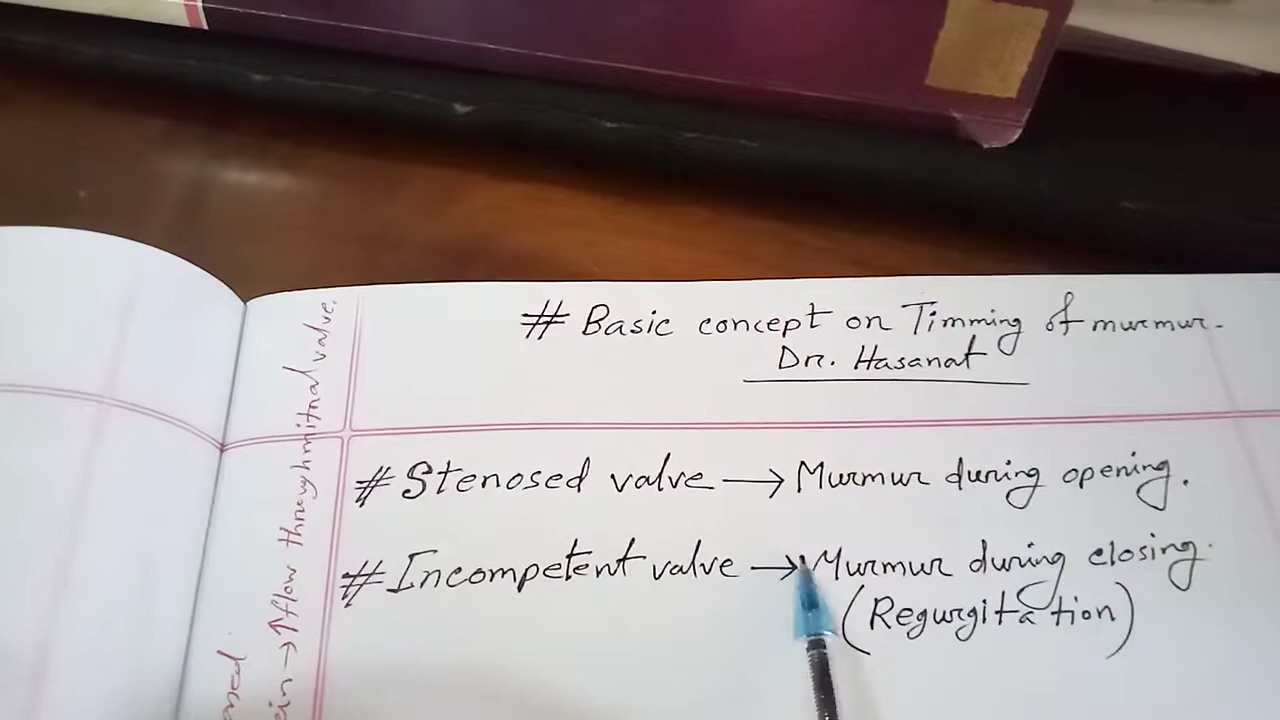 # Basic concept on Timming of murmur.
Dr. Hasanat
# Stenosed valve → Murmur during opening.
# Incompetent valve → Murmur during closing.
(Regurgitation)
→ ↑flow through mitral valve.